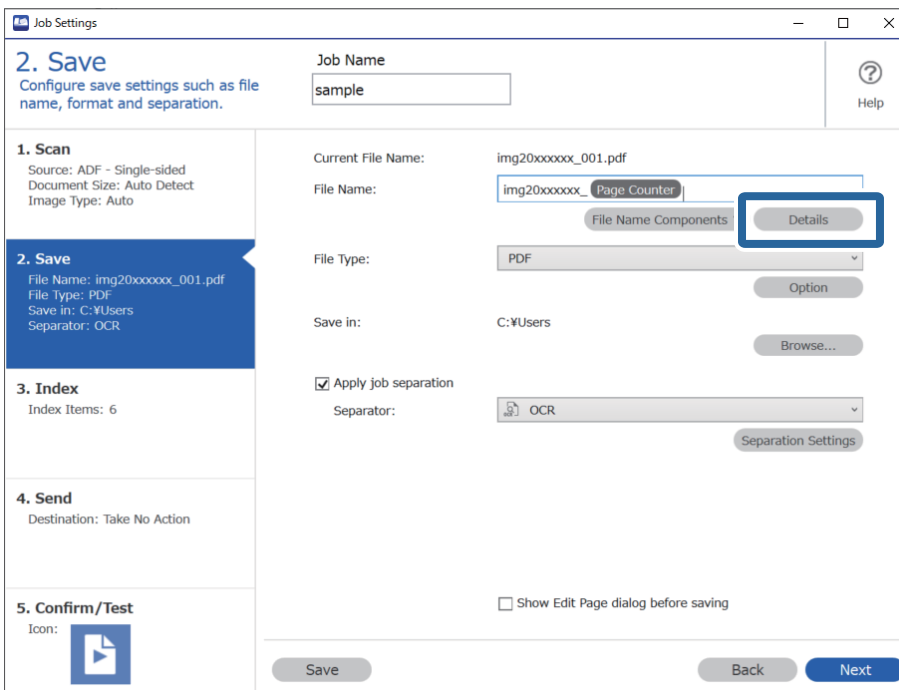 Job Settings
2. Save
Configure save settings such as file
name, format and separation.
Job Name
sample
Help
1. Scan
Source: ADF - Single-sided
Document Size: Auto Detect
Image Type: Auto
2. Save
File Name: img20xxxxxx_001.pdf
File Type: PDF
Save in: C:¥Users
Separator: OCR
3. Index
Index Items: 6
4. Send
Destination: Take No Action
5. Confirm/Test
Icon:
Current File Name: img20xxxxxx_001.pdf
File Name: img20xxxxxx_ Page Counter
File Name Components Details
File Type: PDF
Option
Save in: C:¥Users
Browse...
Apply job separation
Separator: OCR
Separation Settings
Show Edit Page dialog before saving
Save Back Next